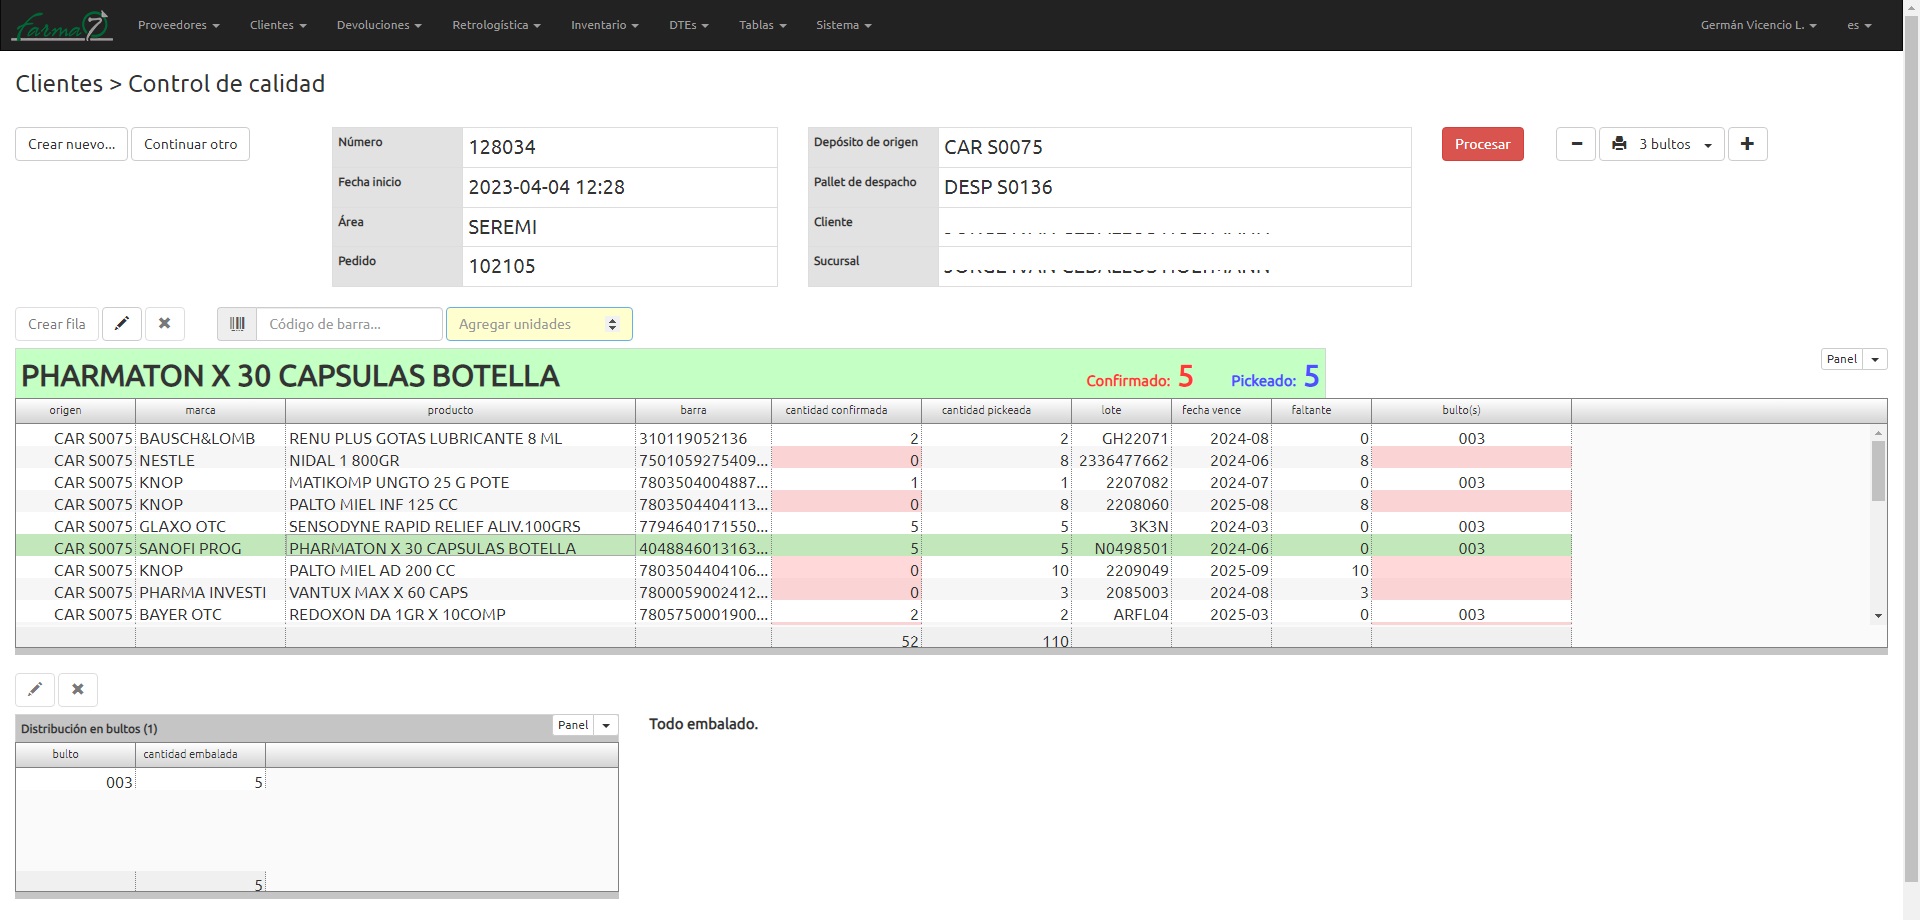 farma7 Proveedores Clientes Devoluciones Retrologística Inventario DTEs Tablas Sistema Germán Vicencio L. es
Clientes > Control de calidad
Crear nuevo... Continuar otro
Número 128034
Fecha inicio 2023-04-04 12:28
Área SEREMI
Pedido 102105
Depósito de origen CAR S0075
Pallet de despacho DESP S0136
Cliente
Sucursal
Procesar 3 bultos
Crear fila Código de barra... Agregar unidades
PHARMATON X 30 CAPSULAS BOTELLA Confirmado: 5 Pickeado: 5
Panel
origen marca producto barra cantidad confirmada cantidad pickeada lote fecha vence faltante bulto(s)
CAR S0075 BAUSCH&LOMB RENU PLUS GOTAS LUBRICANTE 8 ML 310119052136 2 2 GH22071 2024-08 0 003
CAR S0075 NESTLE NIDAL 1 800GR 7501059275409... 0 8 2336477662 2024-06 8
CAR S0075 KNOP MATIKOMP UNGTO 25 G POTE 7803504004887... 1 1 2207082 2024-07 0 003
CAR S0075 KNOP PALTO MIEL INF 125 CC 7803504404113... 0 8 2208060 2025-08 8
CAR S0075 GLAXO OTC SENSODYNE RAPID RELIEF ALIV.100GRS 7794640171550... 5 5 3K3N 2024-03 0 003
CAR S0075 SANOFI PROG PHARMATON X 30 CAPSULAS BOTELLA 4048846013163... 5 5 N0498501 2024-06 0 003
CAR S0075 KNOP PALTO MIEL AD 200 CC 7803504404106... 0 10 2209049 2025-09 10
CAR S0075 PHARMA INVESTI VANTUX MAX X 60 CAPS 7800059002412... 0 3 2085003 2024-08 3
CAR S0075 BAYER OTC REDOXON DA 1GR X 10COMP 7805750001900... 2 2 ARFL04 2025-03 0 003
52 110
Distribución en bultos (1) Panel
bulto cantidad embalada
003 5
5
Todo embalado.